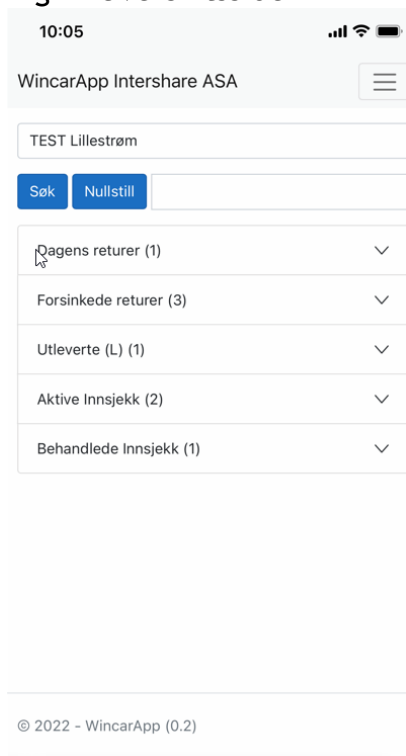 10:05
WincarApp Intershare ASA
TEST Lillestrøm
Søk Nullstill
Dagens returer (1)
Forsinkede returer (3)
Utleverte (L) (1)
Aktive Innsjekk (2)
Behandlede Innsjekk (1)
© 2022 - WincarApp (0.2)